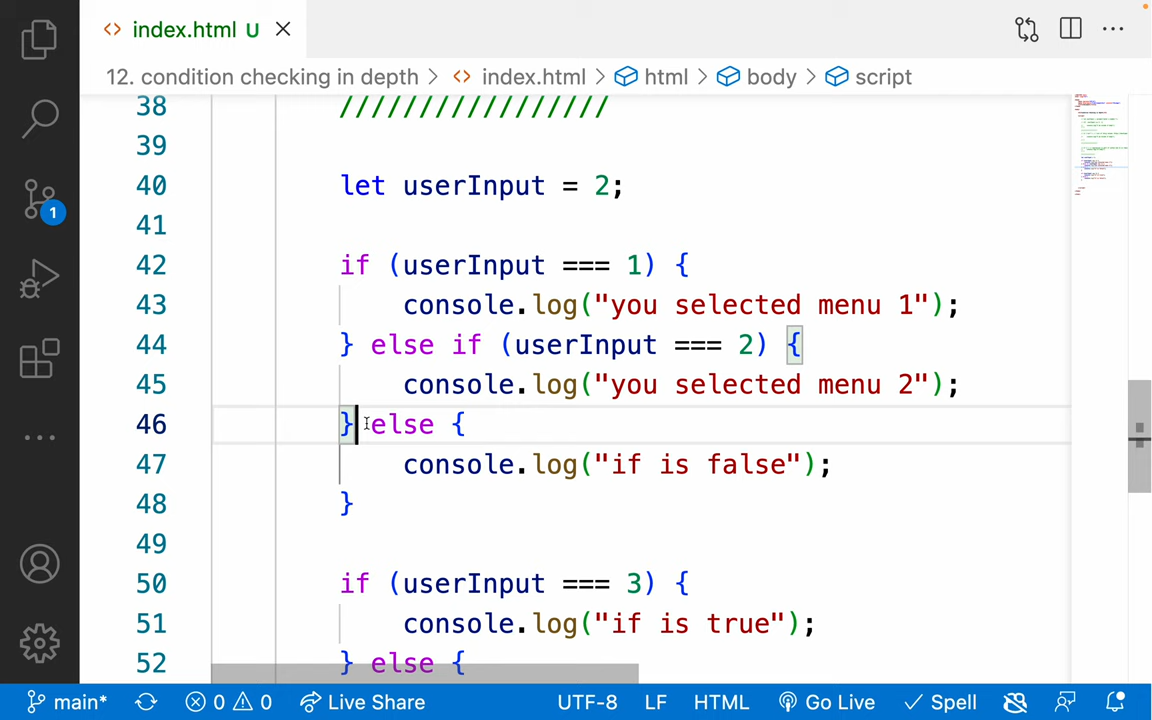 index.html U
12. condition checking in depth > index.html > html > body > script
38 /////////////////
39
40 let userInput = 2;
41
42 if (userInput === 1) {
43 console.log("you selected menu 1");
44 } else if (userInput === 2) {
45 console.log("you selected menu 2");
46 } else {
47 console.log("if is false");
48 }
49
50 if (userInput === 3) {
51 console.log("if is true");
52 } else {
1
main* 0 0 Live Share UTF-8 LF HTML Go Live Spell